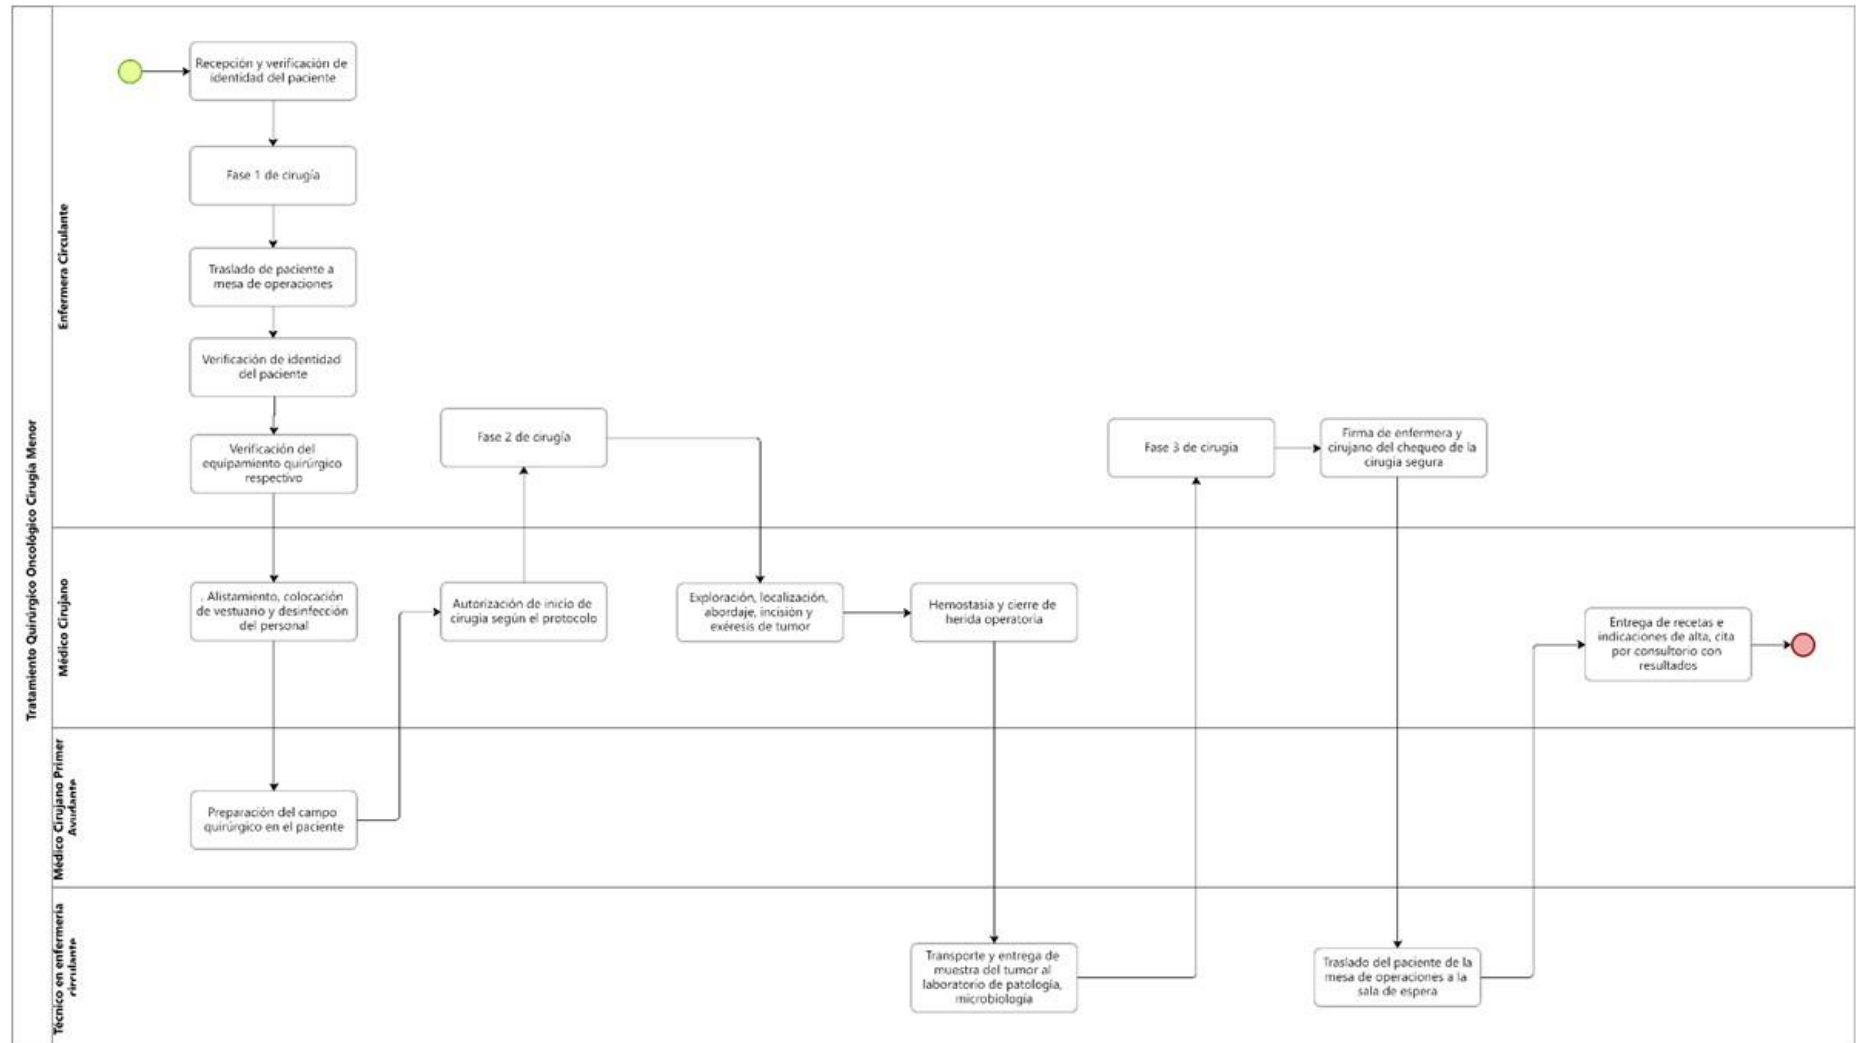 Tratamiento Quirúrgico Oncológico Cirugía Menor
Enfermera Circulante
Recepción y verificación de
identidad del paciente
Fase 1 de cirugía
Traslado de paciente a
mesa de operaciones
Verificación de identidad
del paciente
Verificación del
equipamiento quirúrgico
respectivo
Fase 2 de cirugía
Fase 3 de cirugía
Firma de enfermera y
cirujano del chequeo de la
cirugía segura
Médico Cirujano
. Alistamiento, colocación
de vestuario y desinfección
del personal
Autorización de inicio de
cirugía según el protocolo
Exploración, localización,
abordaje, incisión y
exéresis de tumor
Hemostasia y cierre de
herida operatoria
Entrega de recetas e
indicaciones de alta, cita
por consultorio con
resultados
Médico Cirujano Primer
Ayudante
Preparación del campo
quirúrgico en el paciente
Técnico en enfermería
circulante
Transporte y entrega de
muestra del tumor al
laboratorio de patología,
microbiología
Traslado del paciente de la
mesa de operaciones a la
sala de espera